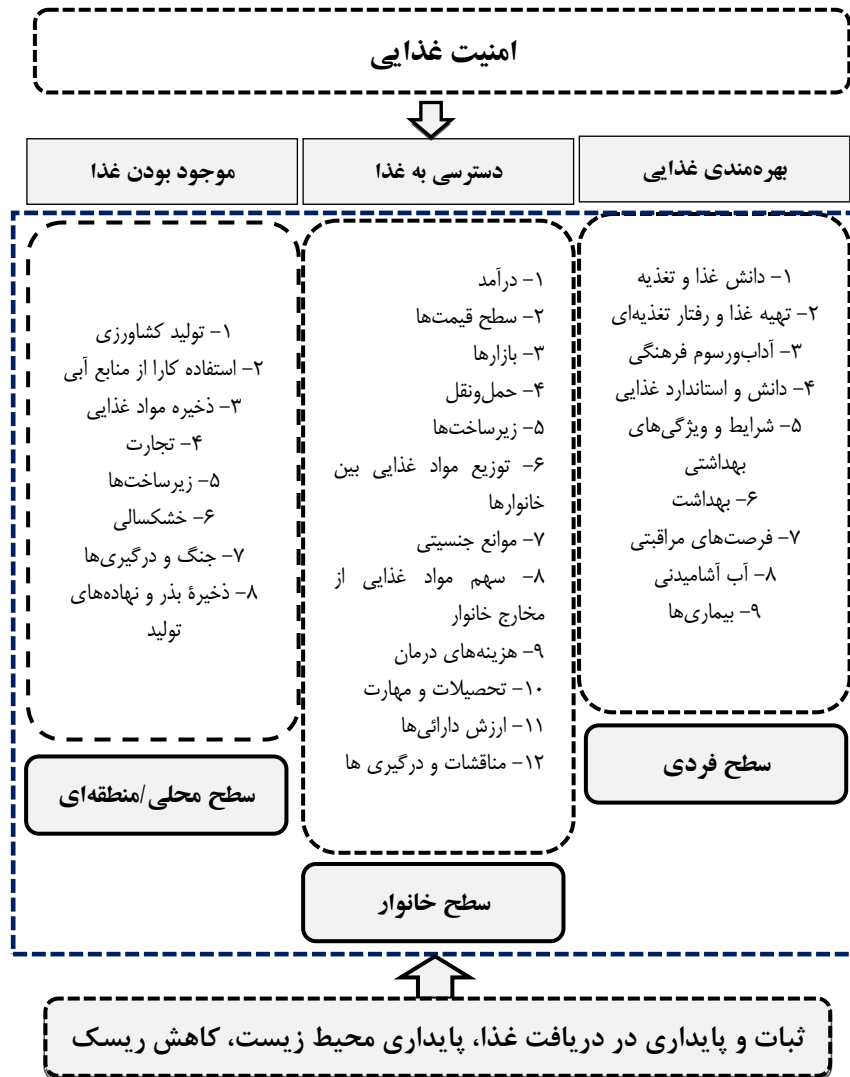 امنیت غذایی
بهره‌مندی غذایی
دسترسی به غذا
موجود بودن غذا
۱- دانش غذا و تغذیه
۲- تهیه غذا و رفتار تغذیه‌ای
۳- آداب‌ورسوم فرهنگی
۴- دانش و استاندارد غذایی
۵- شرایط و ویژگی‌های
بهداشتی
۶- بهداشت
۷- فرصت‌های مراقبتی
۸- آب آشامیدنی
۹- بیماری‌ها
سطح فردی
۱- درآمد
۲- سطح قیمت‌ها
۳- بازارها
۴- حمل‌ونقل
۵- زیرساخت‌ها
۶- توزیع مواد غذایی بین
خانوارها
۷- موانع جنسیتی
۸- سهم مواد غذایی از
مخارج خانوار
۹- هزینه‌های درمان
۱۰- تحصیلات و مهارت
۱۱- ارزش دارائی‌ها
۱۲- مناقشات و درگیری ها
سطح خانوار
۱- تولید کشاورزی
۲- استفاده کارا از منابع آبی
۳- ذخیره مواد غذایی
۴- تجارت
۵- زیرساخت‌ها
۶- خشکسالی
۷- جنگ و درگیری‌ها
۸- ذخیرهٔ بذر و نهاده‌های
تولید
سطح محلی/منطقه‌ای
ثبات و پایداری در دریافت غذا، پایداری محیط زیست، کاهش ریسک